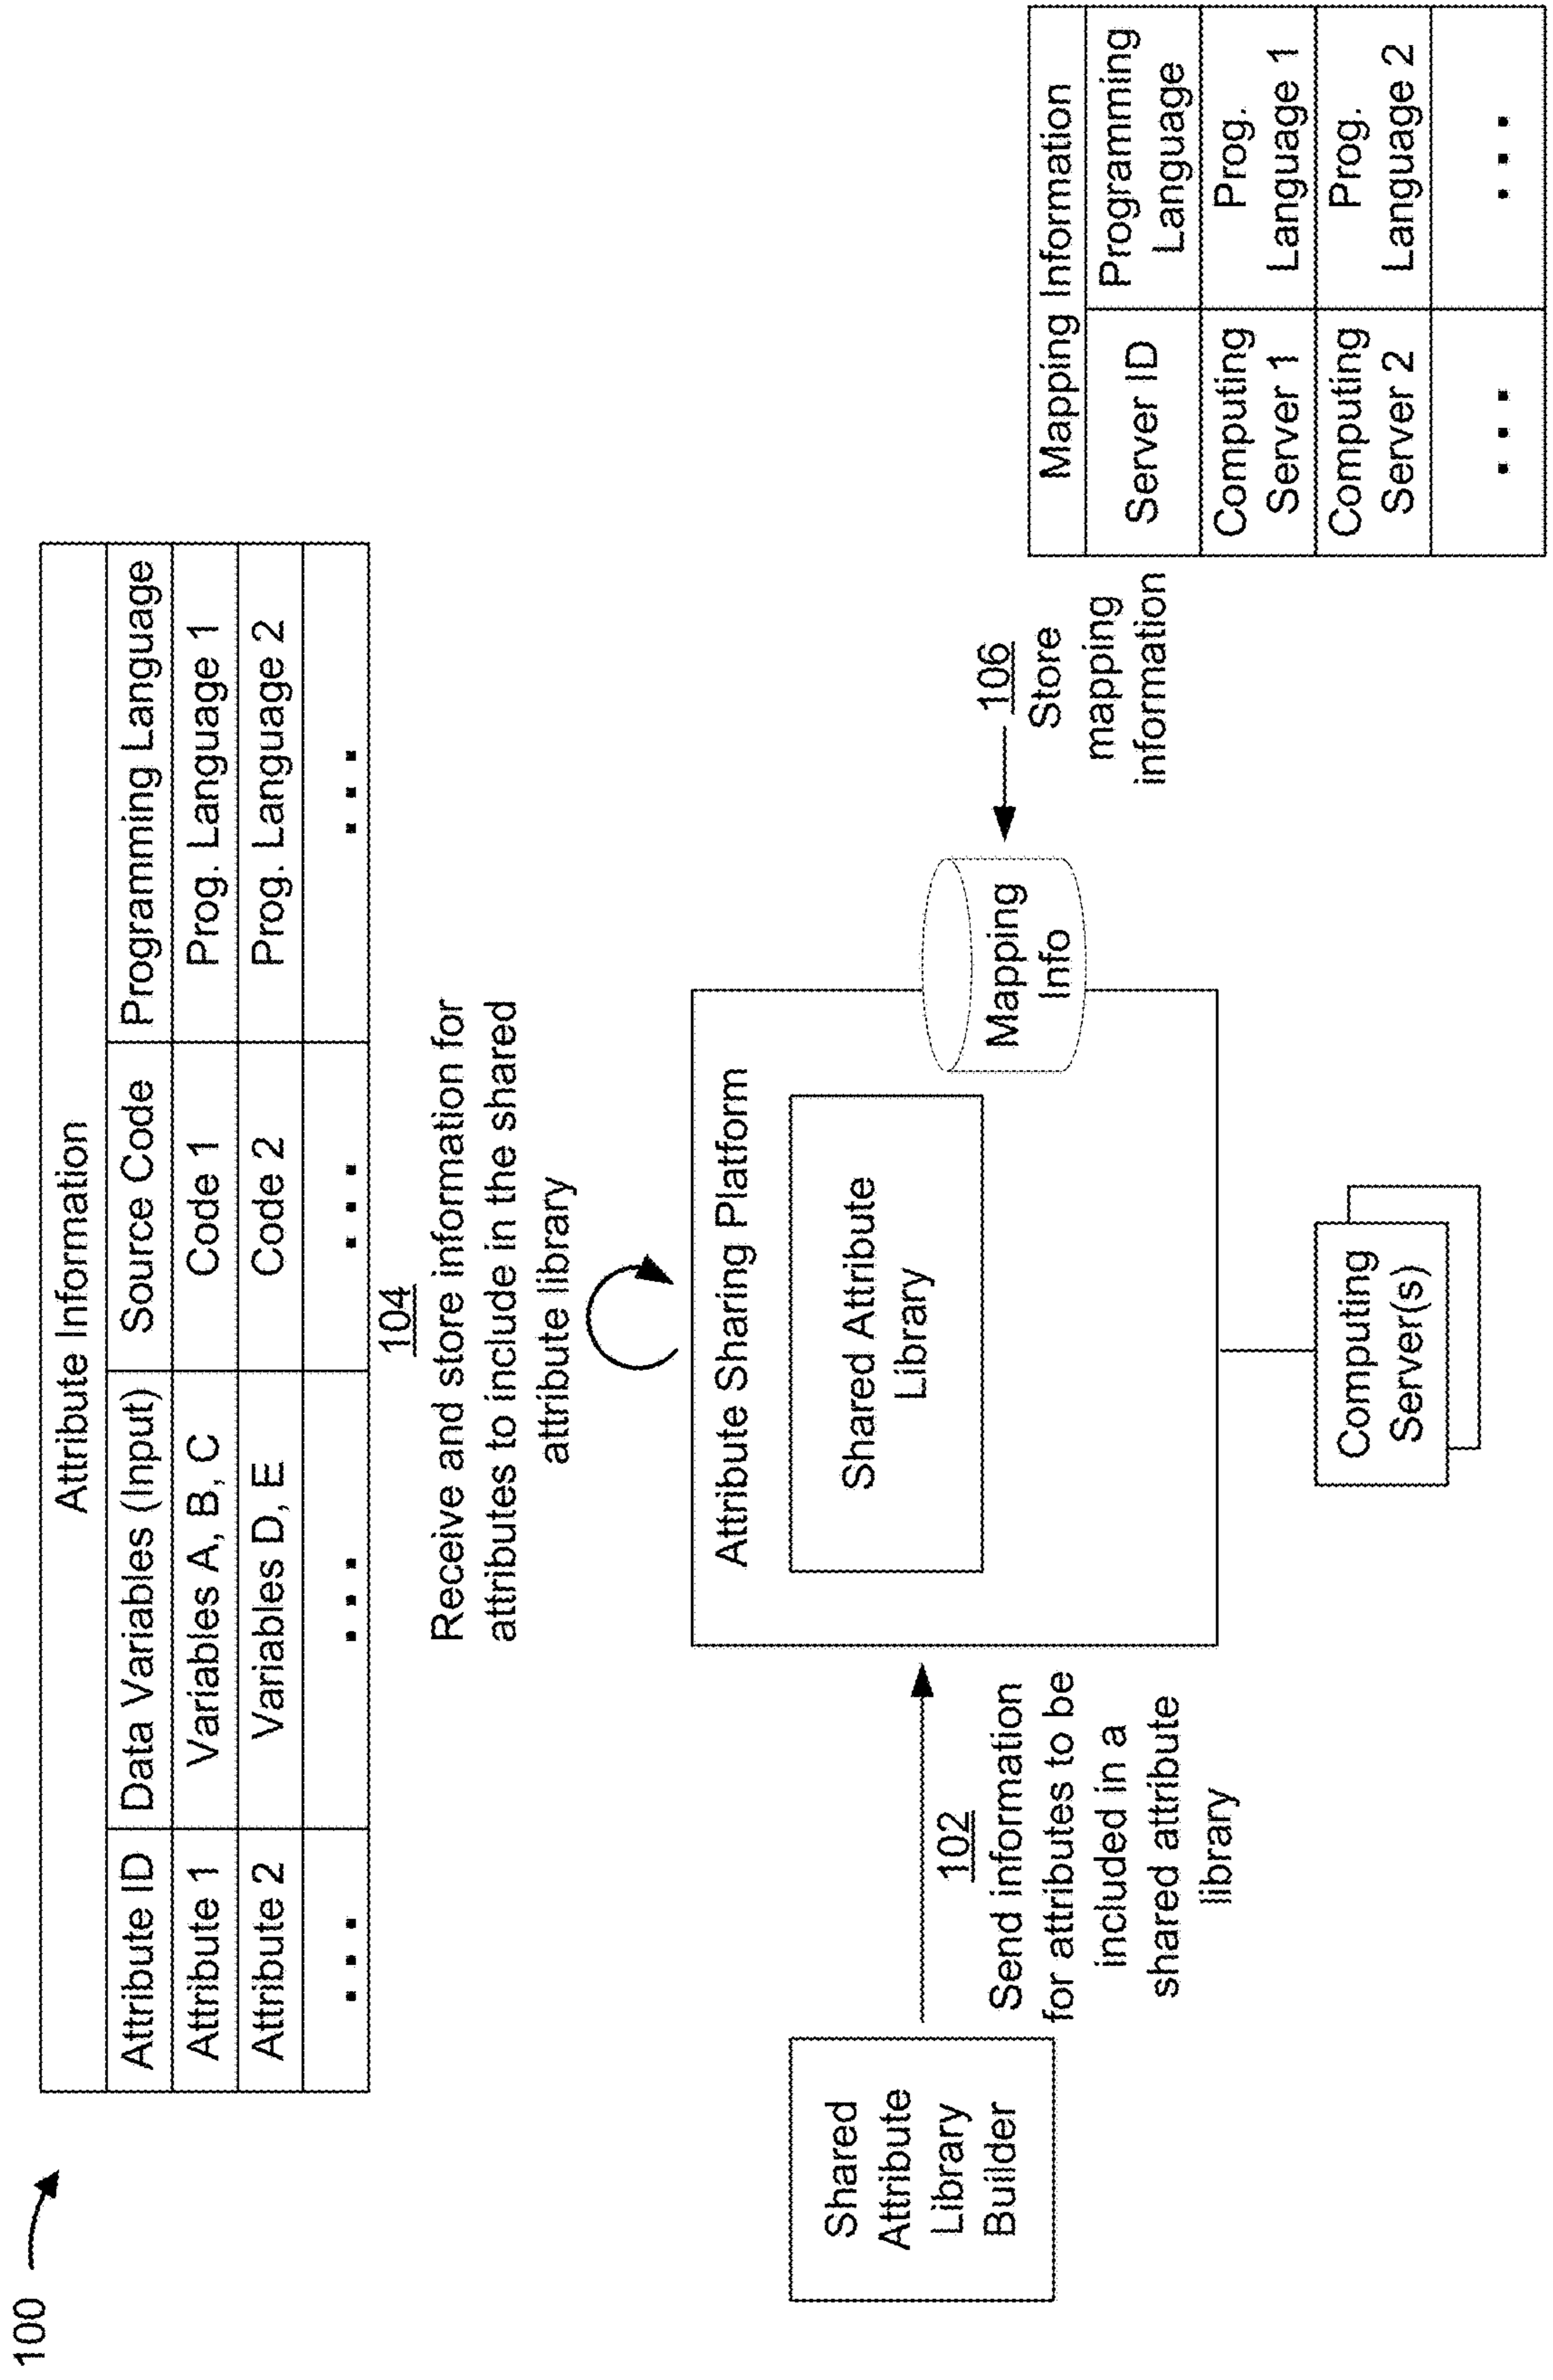 100
Attribute Information
Attribute ID
Data Variables (Input)
Source Code
Programming Language
Attribute 1
Variables A, B, C
Code 1
Prog. Language 1
Attribute 2
Variables D, E
Code 2
Prog. Language 2
104
Receive and store information for
attributes to include in the shared
attribute library
Shared
Attribute
Library
Builder
102
Send information
for attributes to be
included in a
shared attribute
library
Attribute Sharing Platform
Shared Attribute
Library
Mapping
Info
106
Store
mapping
information
Computing
Server(s)
Mapping Information
Server ID
Programming
Language
Computing
Server 1
Prog.
Language 1
Computing
Server 2
Prog.
Language 2